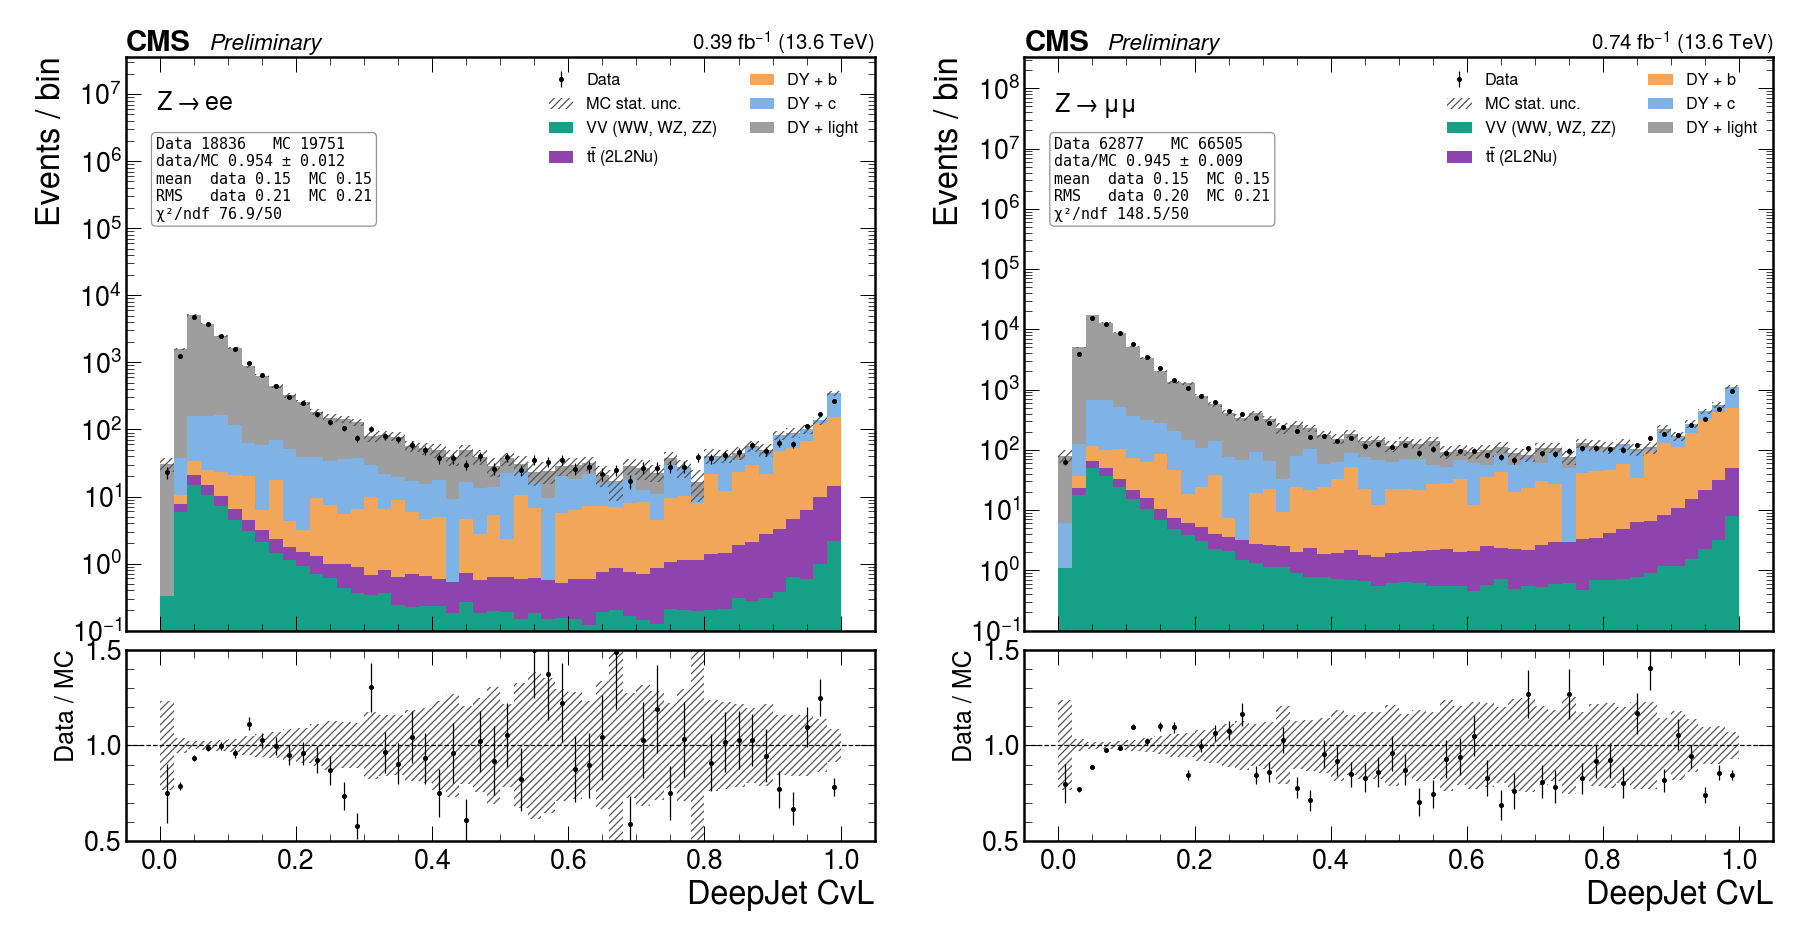 CMS Preliminary 0.39 fb⁻¹ (13.6 TeV)
Events / bin
10⁷
10⁶
10⁵
10⁴
10³
10²
10¹
10⁰
10⁻¹
Z → ee
Data 18836 MC 19751
data/MC 0.954 ± 0.012
mean data 0.15 MC 0.15
RMS data 0.21 MC 0.21
χ²/ndf 76.9/50
Data
MC stat. unc.
VV (WW, WZ, ZZ)
tt̄ (2L2Nu)
DY + b
DY + c
DY + light
Data / MC
1.5
1.0
0.5
0.0 0.2 0.4 0.6 0.8 1.0
DeepJet CvL
CMS Preliminary 0.74 fb⁻¹ (13.6 TeV)
Events / bin
10⁸
10⁷
10⁶
10⁵
10⁴
10³
10²
10¹
10⁰
10⁻¹
Z → μμ
Data 62877 MC 66505
data/MC 0.945 ± 0.009
mean data 0.15 MC 0.15
RMS data 0.20 MC 0.21
χ²/ndf 148.5/50
Data
MC stat. unc.
VV (WW, WZ, ZZ)
tt̄ (2L2Nu)
DY + b
DY + c
DY + light
Data / MC
1.5
1.0
0.5
0.0 0.2 0.4 0.6 0.8 1.0
DeepJet CvL